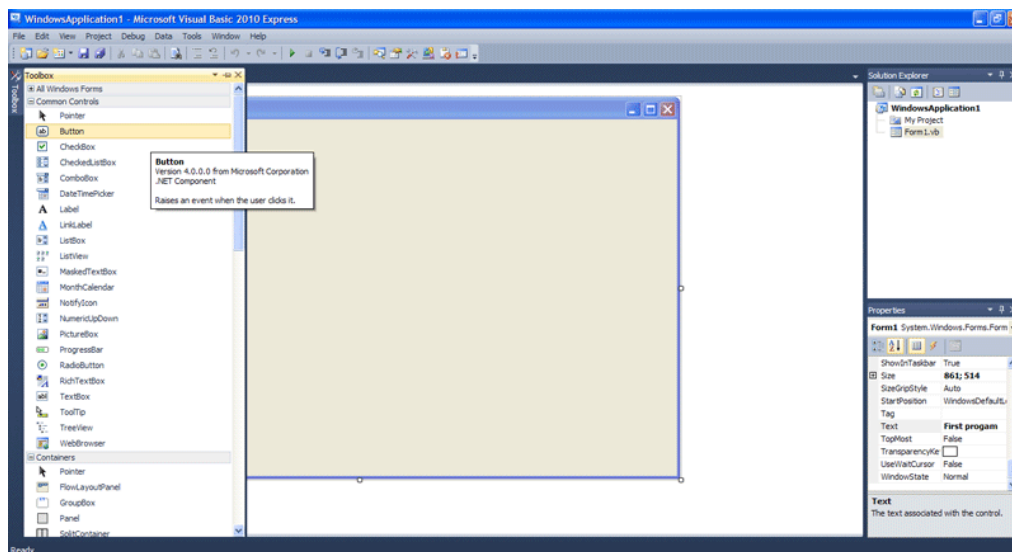 WindowsApplication1 - Microsoft Visual Basic 2010 Express
File Edit View Project Debug Data Tools Window Help
Toolbox
Toolbox
All Windows Forms
Common Controls
Pointer
Button
CheckBox
CheckedListBox
ComboBox
DateTimePicker
Label
LinkLabel
ListBox
ListView
MaskedTextBox
MonthCalendar
NotifyIcon
NumericUpDown
PictureBox
ProgressBar
RadioButton
RichTextBox
TextBox
ToolTip
TreeView
WebBrowser
Containers
Pointer
FlowLayoutPanel
GroupBox
Panel
SplitContainer
Button
Version 4.0.0.0 from Microsoft Corporation
.NET Component
Raises an event when the user clicks it.
Solution Explorer
WindowsApplication1
My Project
Form1.vb
Properties
Form1 System.Windows.Forms.Form
ShowInTaskbar True
Size 861; 514
SizeGripStyle Auto
StartPosition WindowsDefaultL
Tag
Text First progam
TopMost False
TransparencyKe
UseWaitCursor False
WindowState Normal
Text
The text associated with the control.
Ready